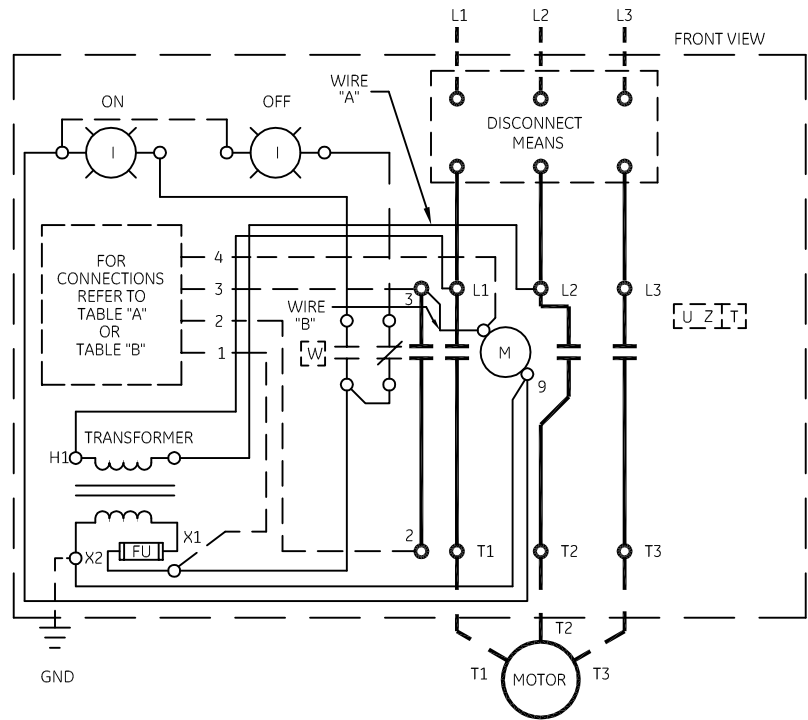 L1
L2
L3
FRONT VIEW
WIRE
"A"
ON
OFF
DISCONNECT
MEANS
I
I
FOR
CONNECTIONS
REFER TO
TABLE "A"
OR
TABLE "B"
4
3
2
1
3
L1
L2
L3
WIRE
"B"
U Z T
W
M
9
TRANSFORMER
H1
X1
2
X2
FU
T1
T2
T3
T2
GND
T1
MOTOR
T3